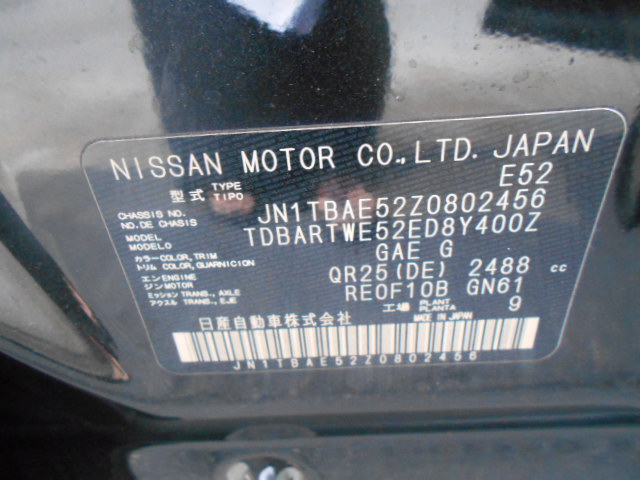 NISSAN MOTOR CO.,LTD. JAPAN
型式 TYPE TIPO E52
CHASSIS NO. NO. DE CHASIS JN1TBAE52Z0802456
MODEL MODELO TDBARTWE52ED8Y400Z
カラー COLOR, TRIM トリム COLOR, GUARNICION GAE G
エンジン ENGINE MOTOR QR25(DE) 2488 cc
ミッション TRANS., AXLE アクスル TRANS., EJE RE0F10B GN61
工場 PLANT PLANTA 9
日産自動車株式会社 MADE IN JAPAN
JN1TBAE52Z0802456